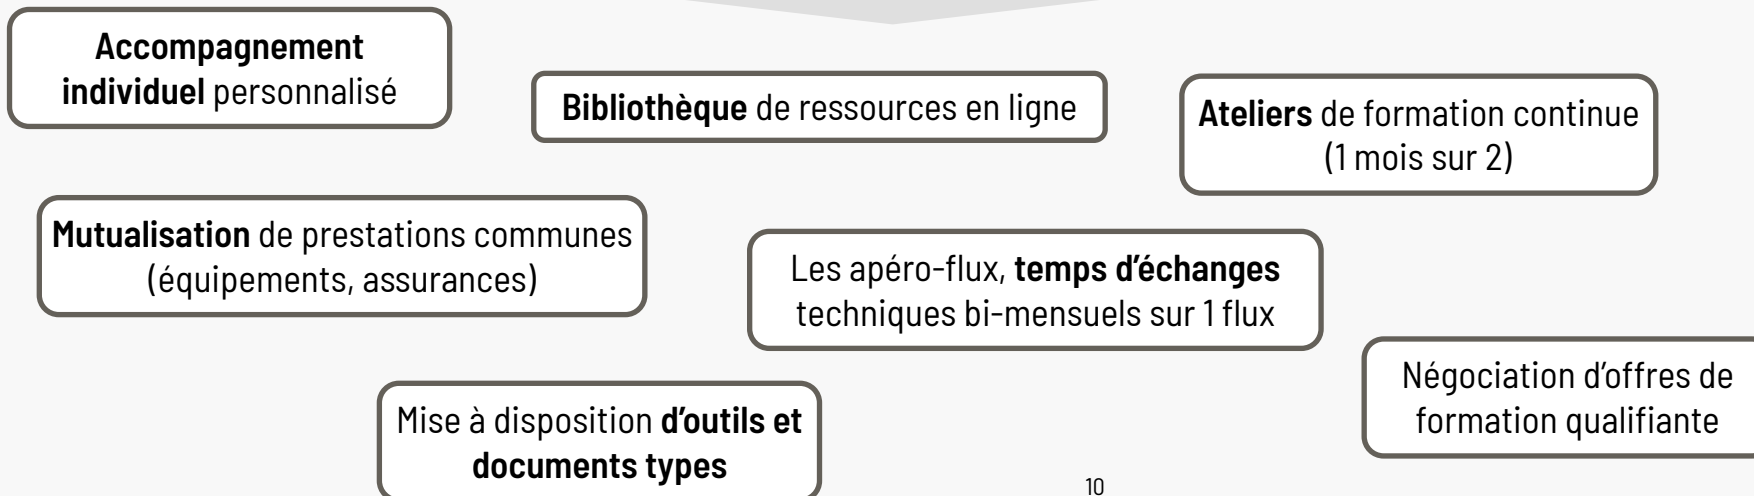 Accompagnement
individuel personnalisé
Bibliothèque de ressources en ligne
Ateliers de formation continue
(1 mois sur 2)
Mutualisation de prestations communes
(équipements, assurances)
Les apéro-flux, temps d'échanges
techniques bi-mensuels sur 1 flux
Négociation d'offres de
formation qualifiante
Mise à disposition d'outils et
documents types
10